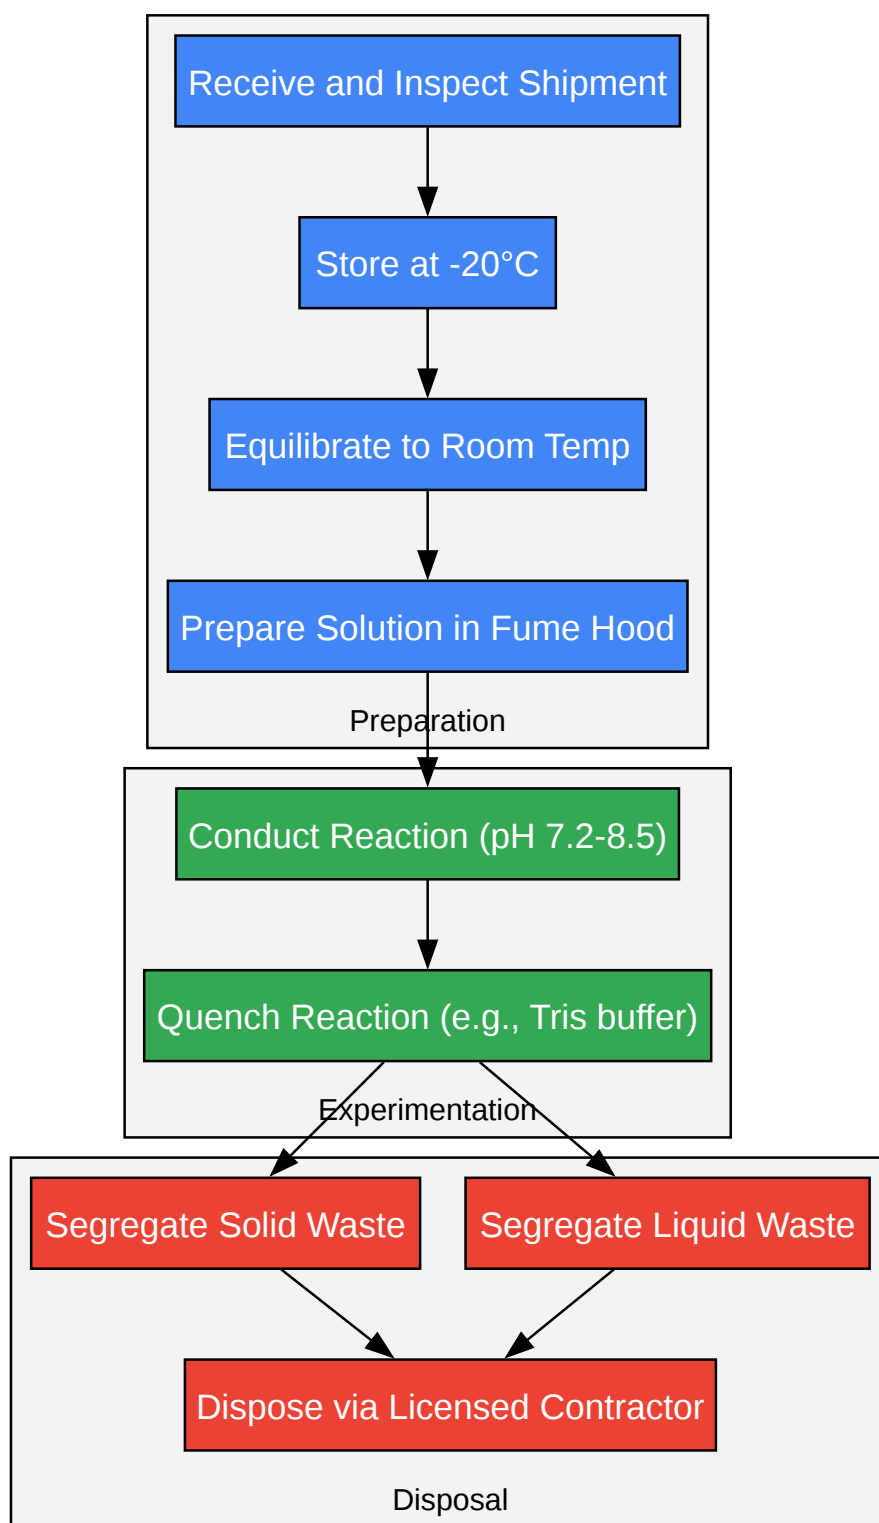 Receive and Inspect Shipment
Store at -20°C
Equilibrate to Room Temp
Prepare Solution in Fume Hood
Preparation
Conduct Reaction (pH 7.2-8.5)
Quench Reaction (e.g., Tris buffer)
Experimentation
Segregate Solid Waste
Segregate Liquid Waste
Dispose via Licensed Contractor
Disposal